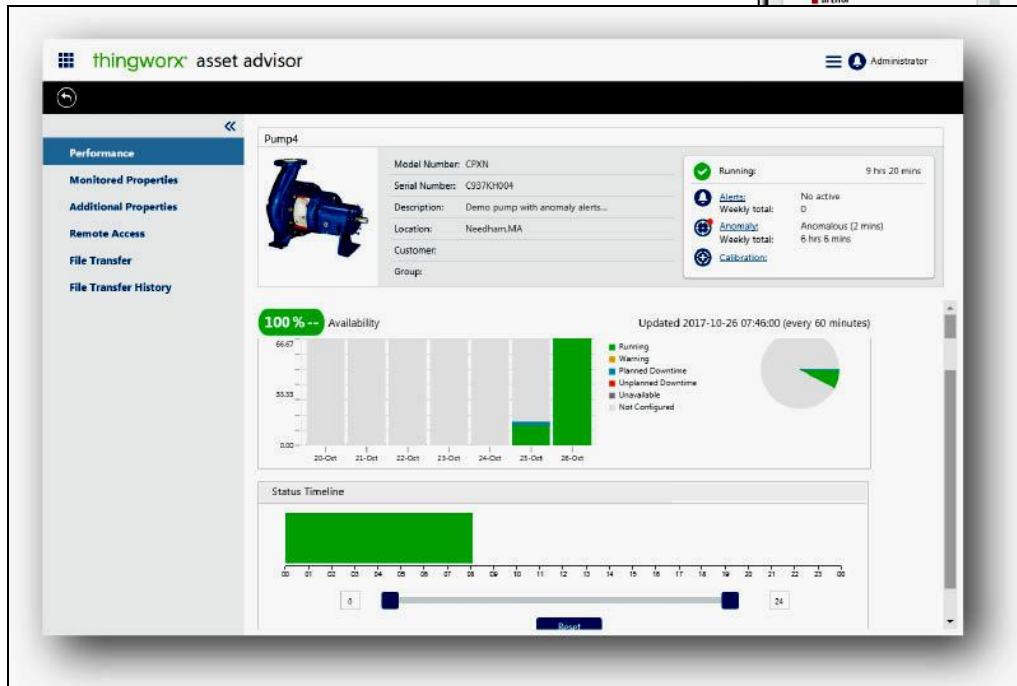 in Error
thingworx asset advisor
Administrator
Performance
Monitored Properties
Additional Properties
Remote Access
File Transfer
File Transfer History
Pump4
Model Number: CPXN
Serial Number: C937KH004
Description: Demo pump with anomaly alerts...
Location: Needham,MA
Customer:
Group:
Running: 9 hrs 20 mins
Alerts: No active
Weekly total: 0
Anomaly: Anomalous (2 mins)
Weekly total: 6 hrs 6 mins
Calibration:
100 % -- Availability
Updated 2017-10-26 07:46:00 (every 60 minutes)
66.67
33.33
0.00
20-Oct 21-Oct 22-Oct 23-Oct 24-Oct 25-Oct 26-Oct
Running
Warning
Planned Downtime
Unplanned Downtime
Unavailable
Not Configured
Status Timeline
00 01 02 03 04 05 06 07 08 09 10 11 12 13 14 15 16 17 18 19 20 21 22 23 00
0 24
Reset